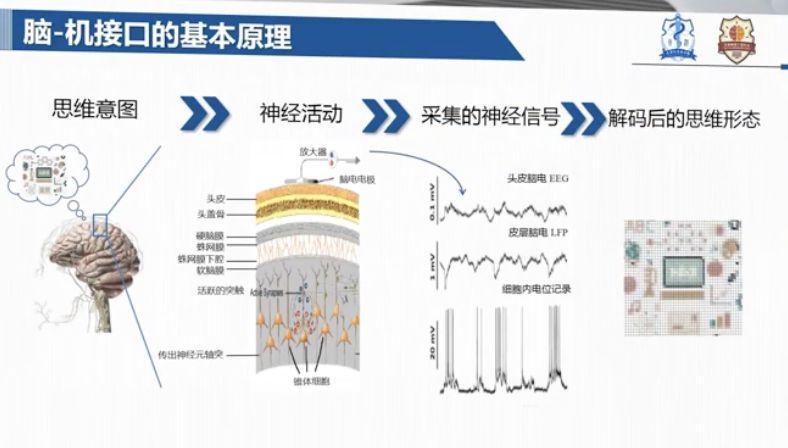 脑-机接口的基本原理
思维意图
神经活动
采集的神经信号
解码后的思维形态
放大器
脑电电极
头皮
头盖骨
硬脑膜
蛛网膜
蛛网膜下腔
软脑膜
活跃的突触
Active Synapses
传出神经元轴突
锥体细胞
头皮脑电 EEG
0.1 mV
皮层脑电 LFP
1 mV
细胞内电位记录
20 mV